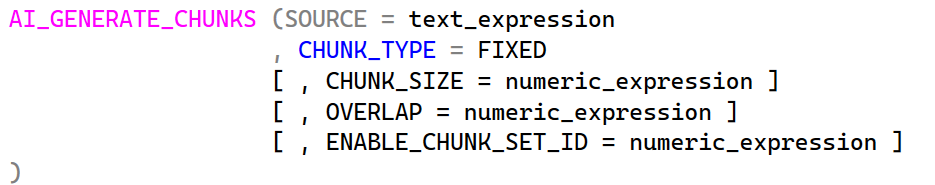 AI_GENERATE_CHUNKS (SOURCE = text_expression
, CHUNK_TYPE = FIXED
[ , CHUNK_SIZE = numeric_expression ]
[ , OVERLAP = numeric_expression ]
[ , ENABLE_CHUNK_SET_ID = numeric_expression ]
)